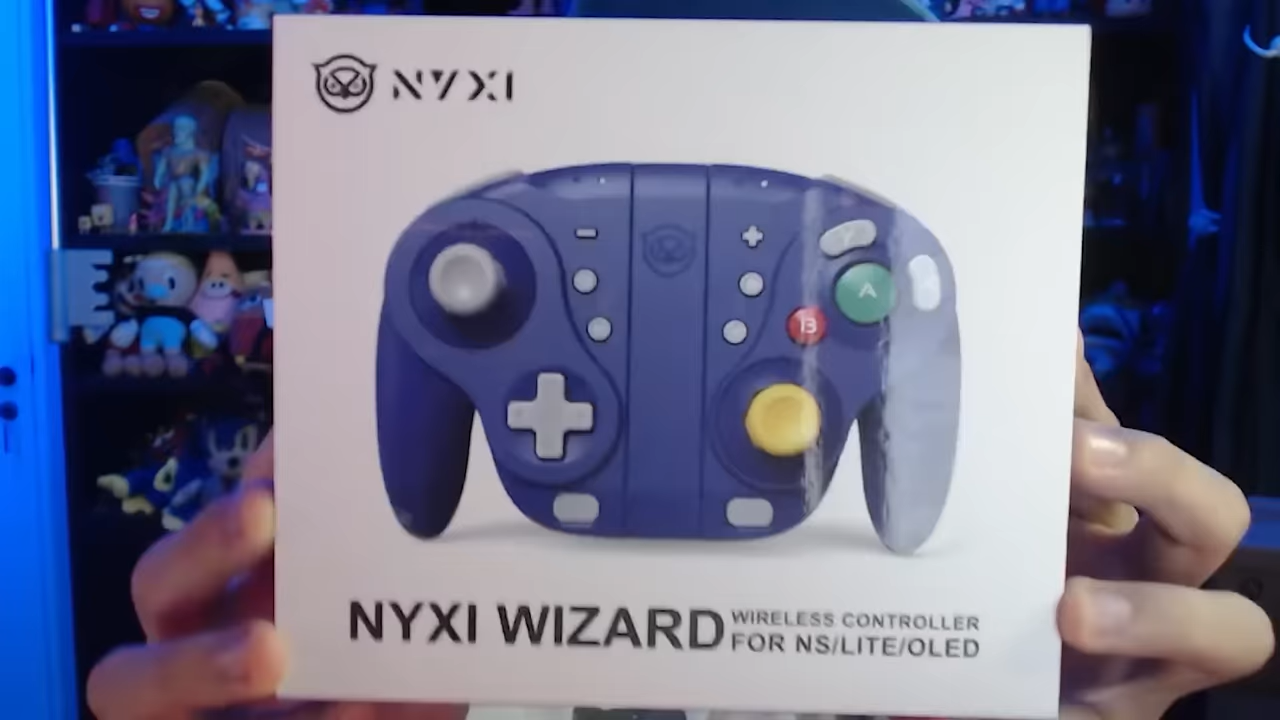 NYXI
Y
A
B
NYXI WIZARD
WIRELESS CONTROLLER
FOR NS/LITE/OLED